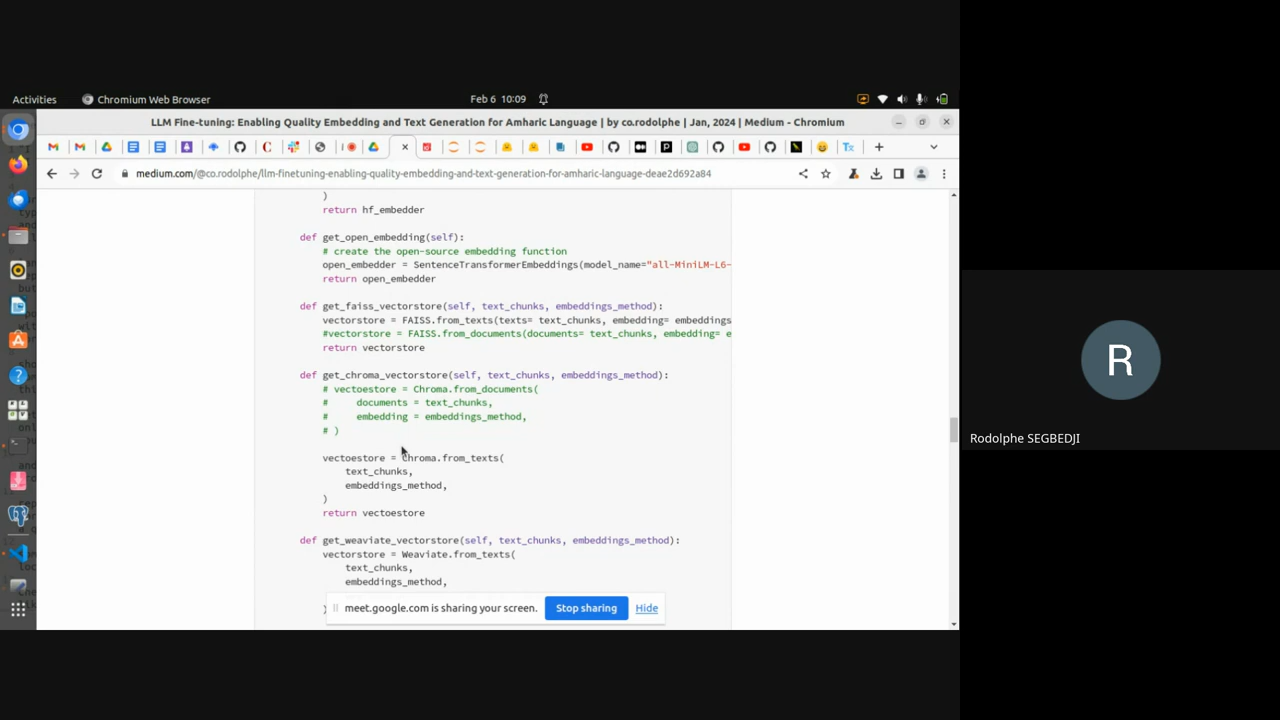 Activities
Chromium Web Browser
Feb 6 10:09
LLM Fine-tuning: Enabling Quality Embedding and Text Generation for Amharic Language | by co.rodolphe | Jan, 2024 | Medium - Chromium
medium.com/@co.rodolphe/llm-finetuning-enabling-quality-embedding-and-text-generation-for-amharic-language-deae2d692a84
)
return hf_embedder
def get_open_embedding(self):
# create the open-source embedding function
open_embedder = SentenceTransformerEmbeddings(model_name="all-MiniLM-L6-
return open_embedder
def get_faiss_vectorstore(self, text_chunks, embeddings_method):
vectorstore = FAISS.from_texts(texts= text_chunks, embedding= embeddings
#vectorstore = FAISS.from_documents(documents= text_chunks, embedding= e
return vectorstore
def get_chroma_vectorstore(self, text_chunks, embeddings_method):
# vectoestore = Chroma.from_documents(
# documents = text_chunks,
# embedding = embeddings_method,
# )
vectoestore = Chroma.from_texts(
text_chunks,
embeddings_method,
)
return vectoestore
def get_weaviate_vectorstore(self, text_chunks, embeddings_method):
vectorstore = Weaviate.from_texts(
text_chunks,
embeddings_method,
)
meet.google.com is sharing your screen.
Stop sharing
Hide
R
Rodolphe SEGBEDJI